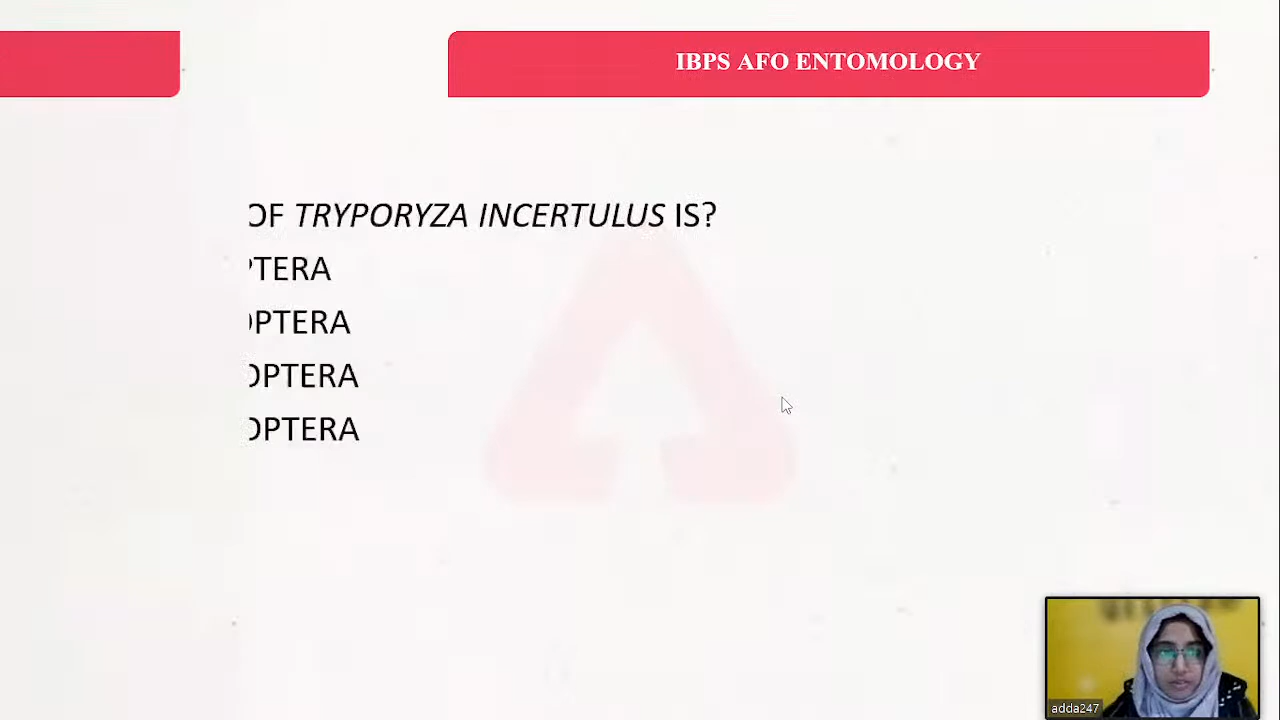 IBPS AFO ENTOMOLOGY
OF TRYPORYZA INCERTULUS IS?
PTERA
OPTERA
OPTERA
OPTERA
adda247